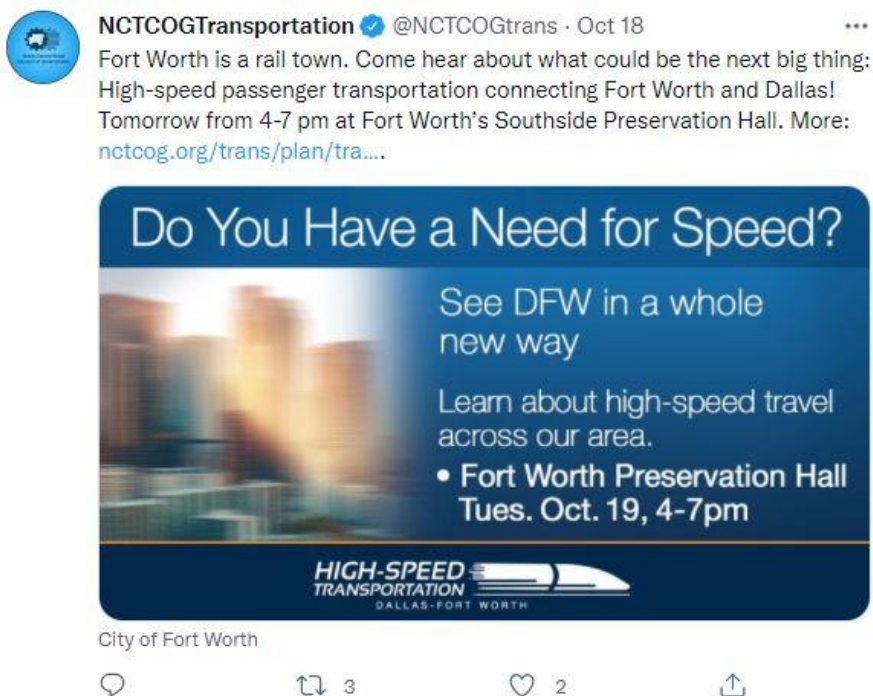 NCTCOGTransportation @NCTCOGtrans · Oct 18
Fort Worth is a rail town. Come hear about what could be the next big thing:
High-speed passenger transportation connecting Fort Worth and Dallas!
Tomorrow from 4-7 pm at Fort Worth's Southside Preservation Hall. More:
nctcog.org/trans/plan/tra....
Do You Have a Need for Speed?
See DFW in a whole
new way
Learn about high-speed travel
across our area.
• Fort Worth Preservation Hall
Tues. Oct. 19, 4-7pm
HIGH-SPEED
TRANSPORTATION
DALLAS-FORT WORTH
City of Fort Worth
3 2